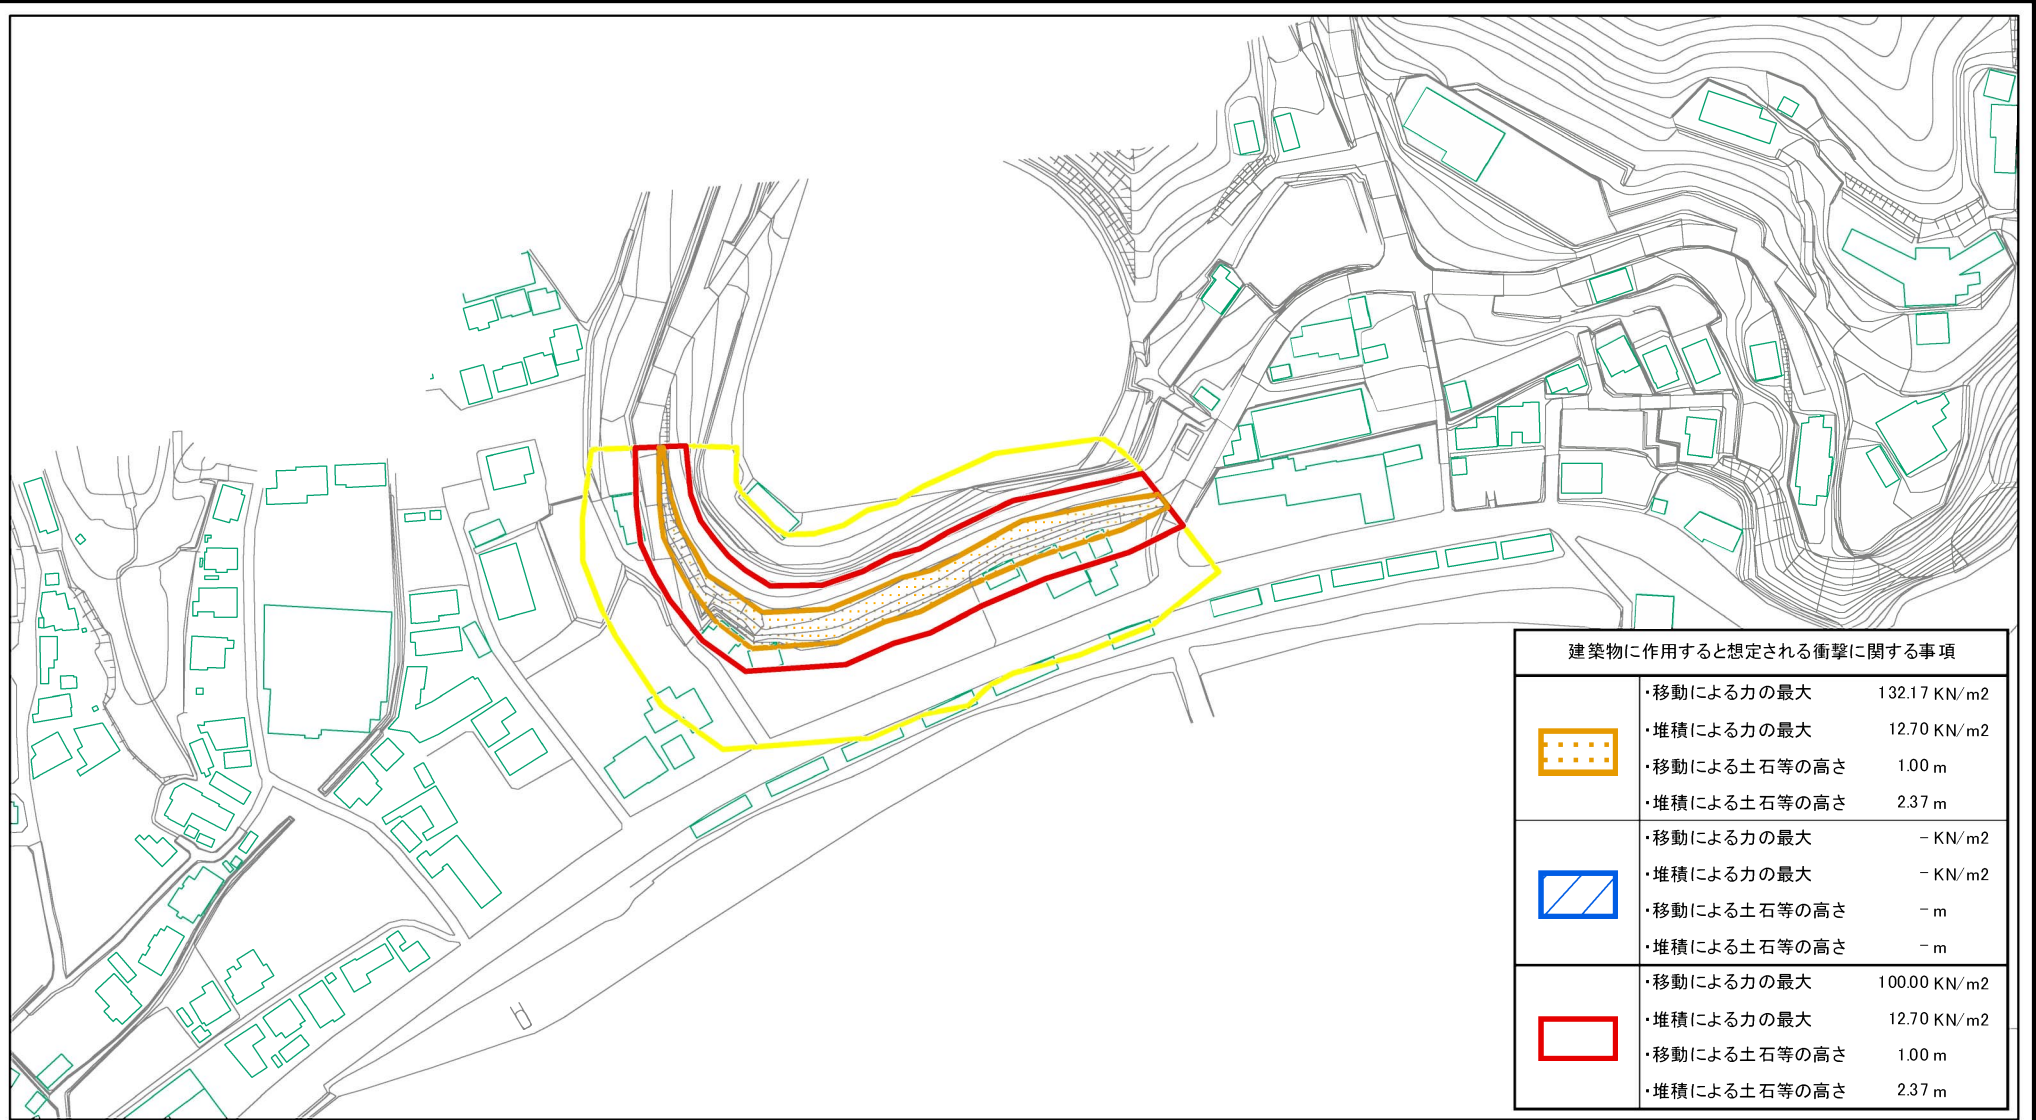 建築物に作用すると想定される衝撃に関する事項
・移動による力の最大 132.17 KN/m2
・堆積による力の最大 12.70 KN/m2
・移動による土石等の高さ 1.00 m
・堆積による土石等の高さ 2.37 m
・移動による力の最大 - KN/m2
・堆積による力の最大 - KN/m2
・移動による土石等の高さ - m
・堆積による土石等の高さ - m
・移動による力の最大 100.00 KN/m2
・堆積による力の最大 12.70 KN/m2
・移動による土石等の高さ 1.00 m
・堆積による土石等の高さ 2.37 m